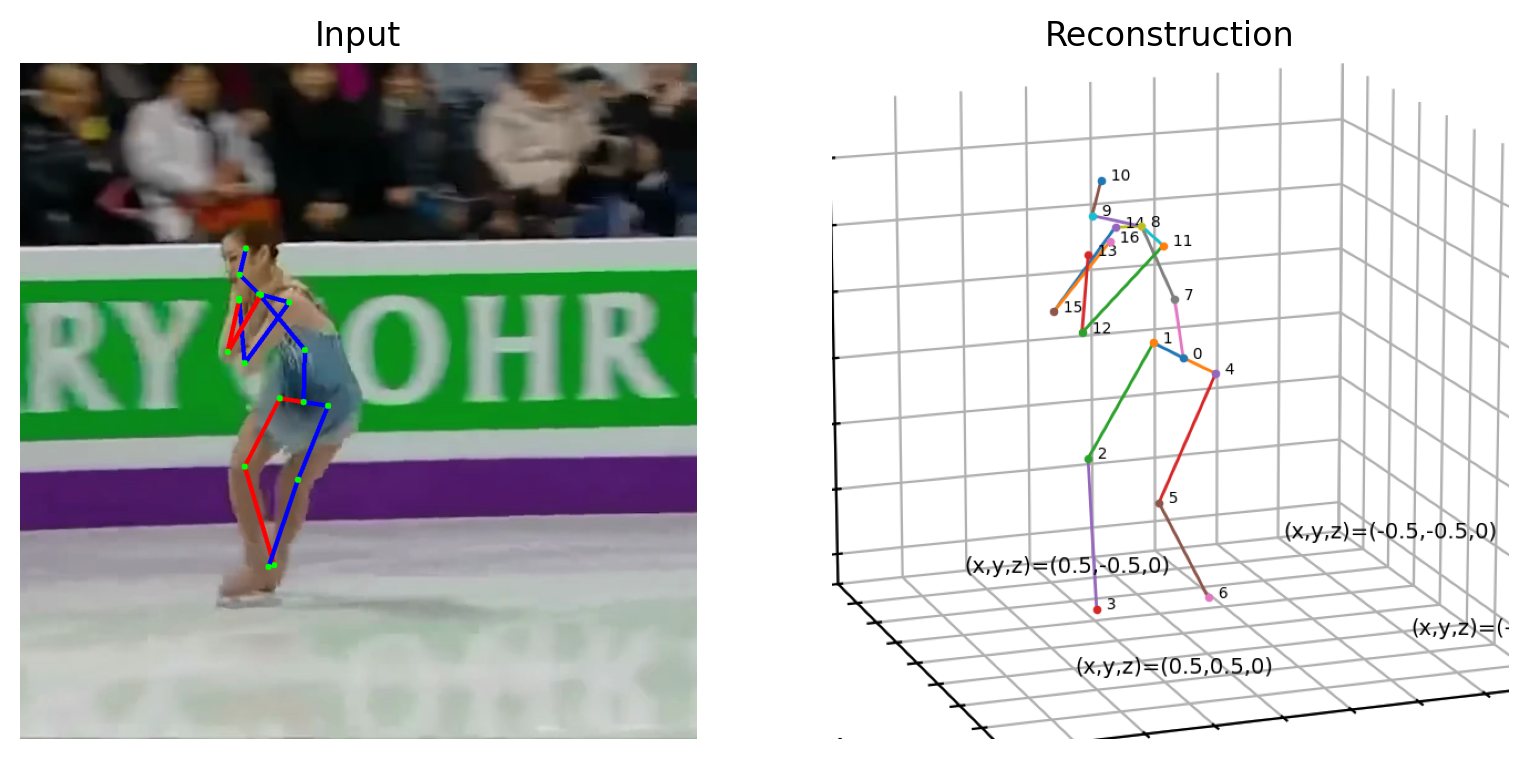 Input
Reconstruction
RY OHR
10
9
14
8
16
11
13
7
15
12
1
0
4
2
5
(x,y,z)=(-0.5,-0.5,0)
(x,y,z)=(0.5,-0.5,0)
6
3
(x,y,z)=(-
(x,y,z)=(0.5,0.5,0)